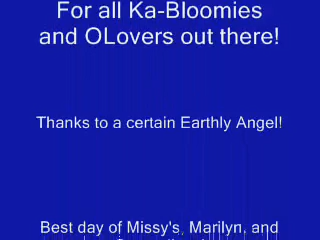 For all Ka-Bloomies
and OLovers out there!
Thanks to a certain Earthly Angel!
Best day of Missy's, Marilyn, and